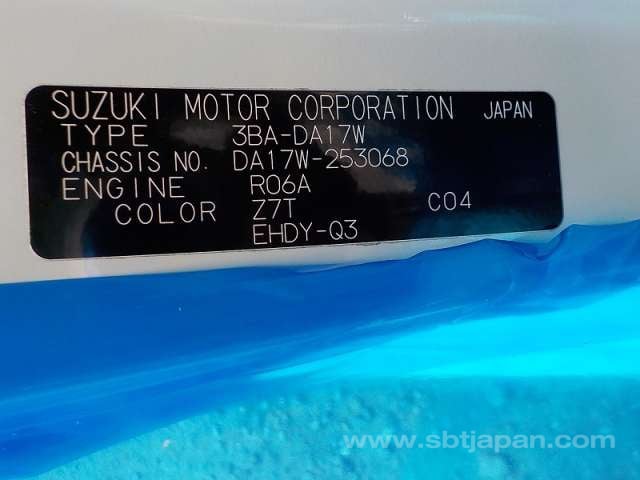 SUZUKI MOTOR CORPORATION JAPAN
TYPE 3BA-DA17W
CHASSIS NO. DA17W-253068
ENGINE R06A
COLOR Z7T C04
EHDY-Q3
www.sbtjapan.com